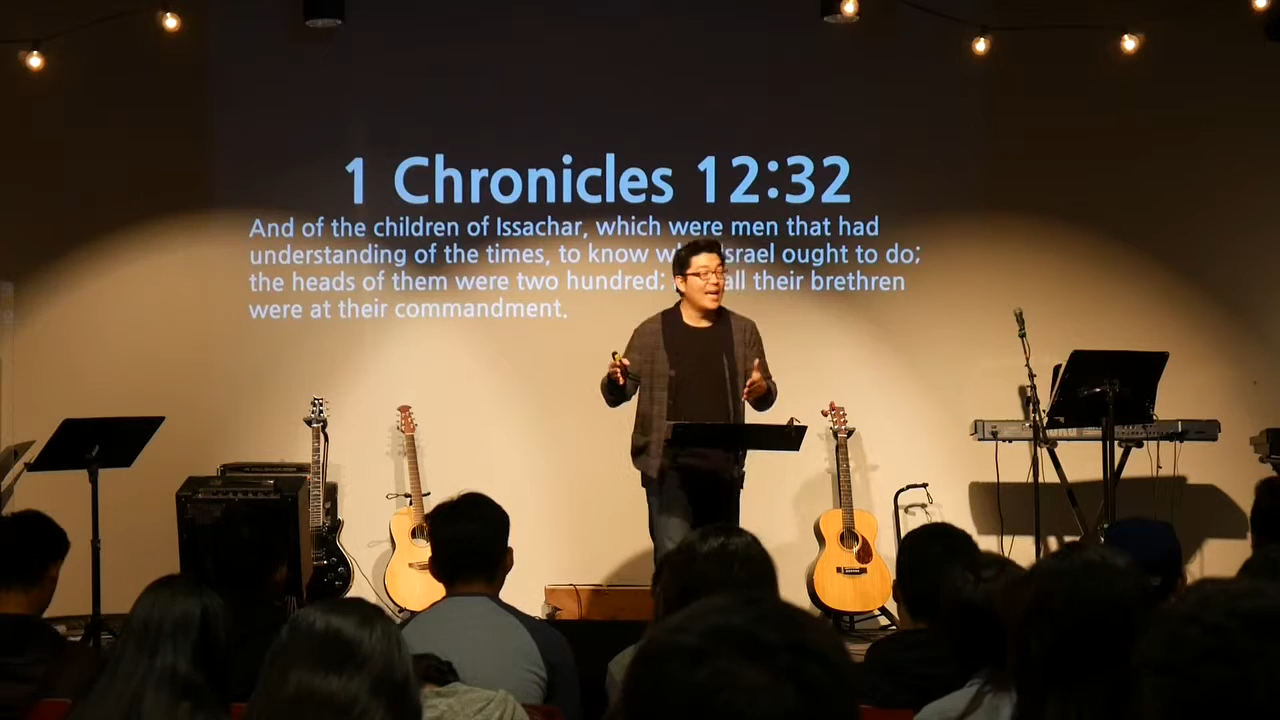 1 Chronicles 12:32
And of the children of Issachar, which were men that had
understanding of the times, to know Israel ought to do;
the heads of them were two hundred; all their brethren
were at their commandment.